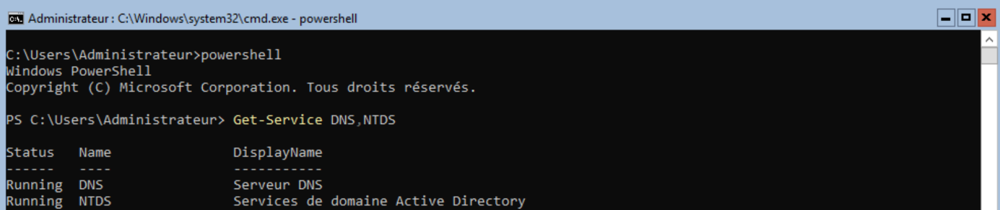 Administrateur : C:\Windows\system32\cmd.exe - powershell
C:\Users\Administrateur>powershell
Windows PowerShell
Copyright (C) Microsoft Corporation. Tous droits réservés.
PS C:\Users\Administrateur> Get-Service DNS,NTDS
Status   Name               DisplayName
------   ----               -----------
Running  DNS                Serveur DNS
Running  NTDS               Services de domaine Active Directory